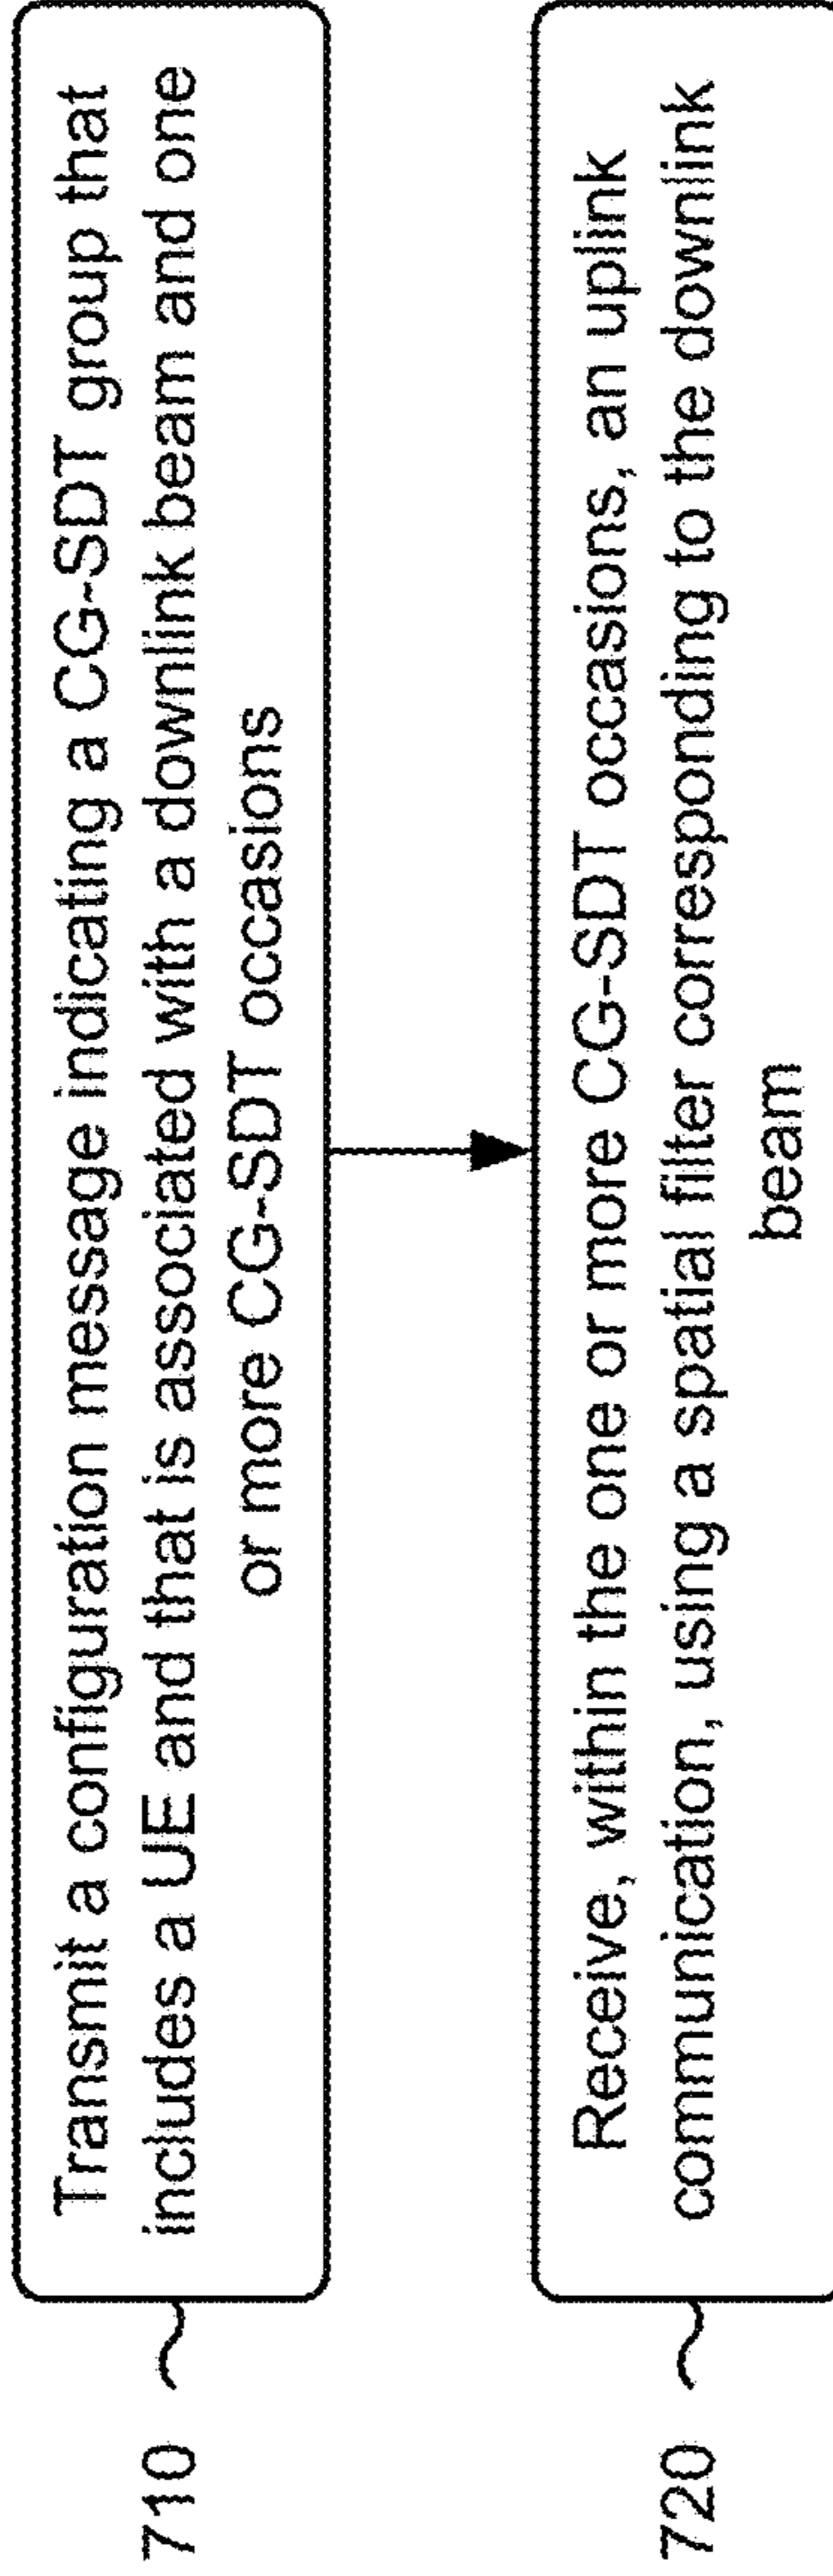 710
Transmit a configuration message indicating a CG-SDT group that
includes a UE and that is associated with a downlink beam and one
or more CG-SDT occasions
720
Receive, within the one or more CG-SDT occasions, an uplink
communication, using a spatial filter corresponding to the downlink
beam